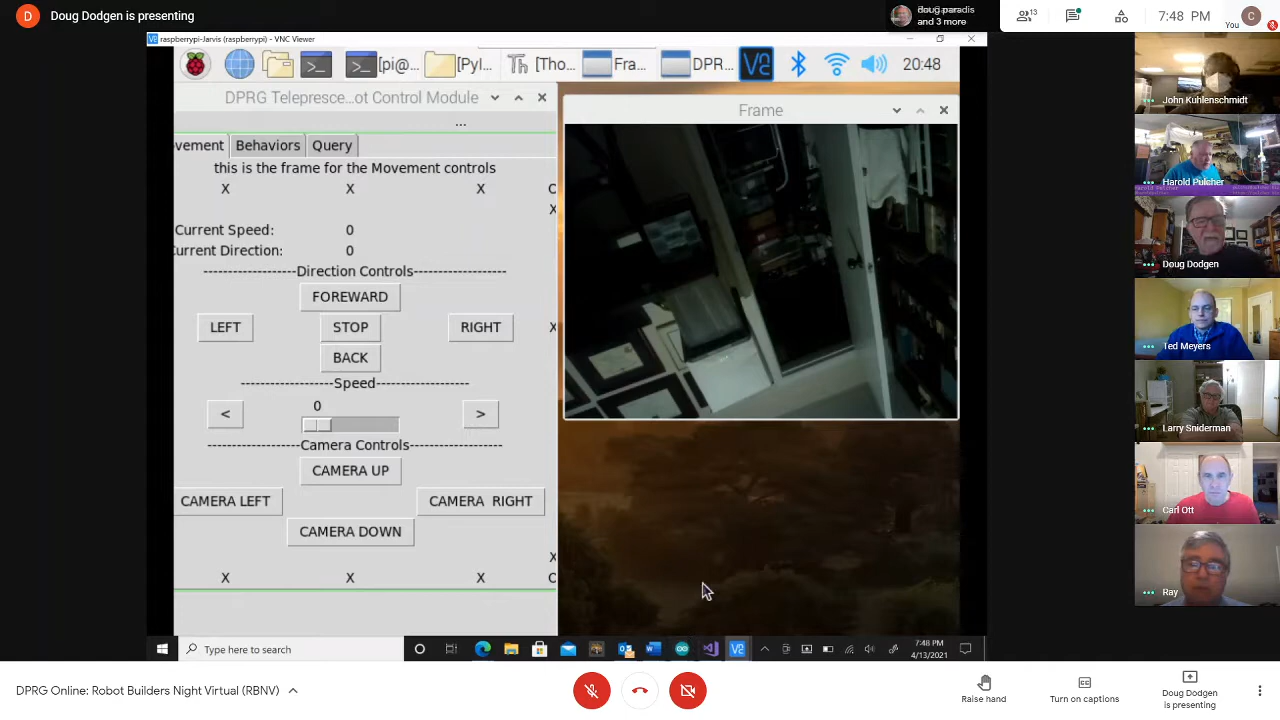 D Doug Dodgen is presenting
and 3 more
13
7:48 PM
C
You
raspberrypi-Jarvis (raspberrypi) - VNC Viewer
[pi@...
[PyI...
Th [Tho...
Fra...
DPR...
20:48
DPRG Telepresce...ot Control Module
Frame
...
vement
Behaviors
Query
this is the frame for the Movement controls
X X X O
X
Current Speed: 0
Current Direction: 0
------------------Direction Controls------------------
FOREWARD
LEFT STOP RIGHT X
BACK
------------------Speed------------------
0
< >
------------------Camera Controls------------------
CAMERA UP
CAMERA LEFT CAMERA RIGHT
CAMERA DOWN
X
X X X O
John Kuhlenschmidt
Harold Pulcher
Doug Dodgen
Ted Meyers
Larry Sniderman
Carl Ott
Ray
Type here to search
7:48 PM
4/13/2021
DPRG Online: Robot Builders Night Virtual (RBNV)
Raise hand
Turn on captions
Doug Dodgen
is presenting